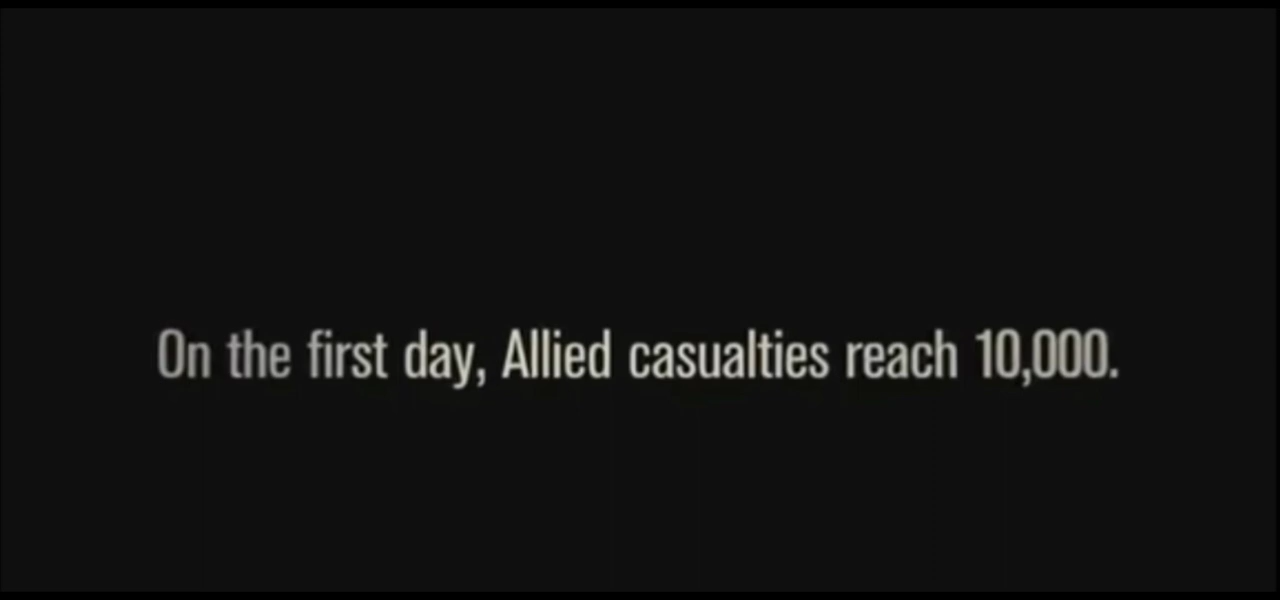 On the first day, Allied casualties reach 10,000.